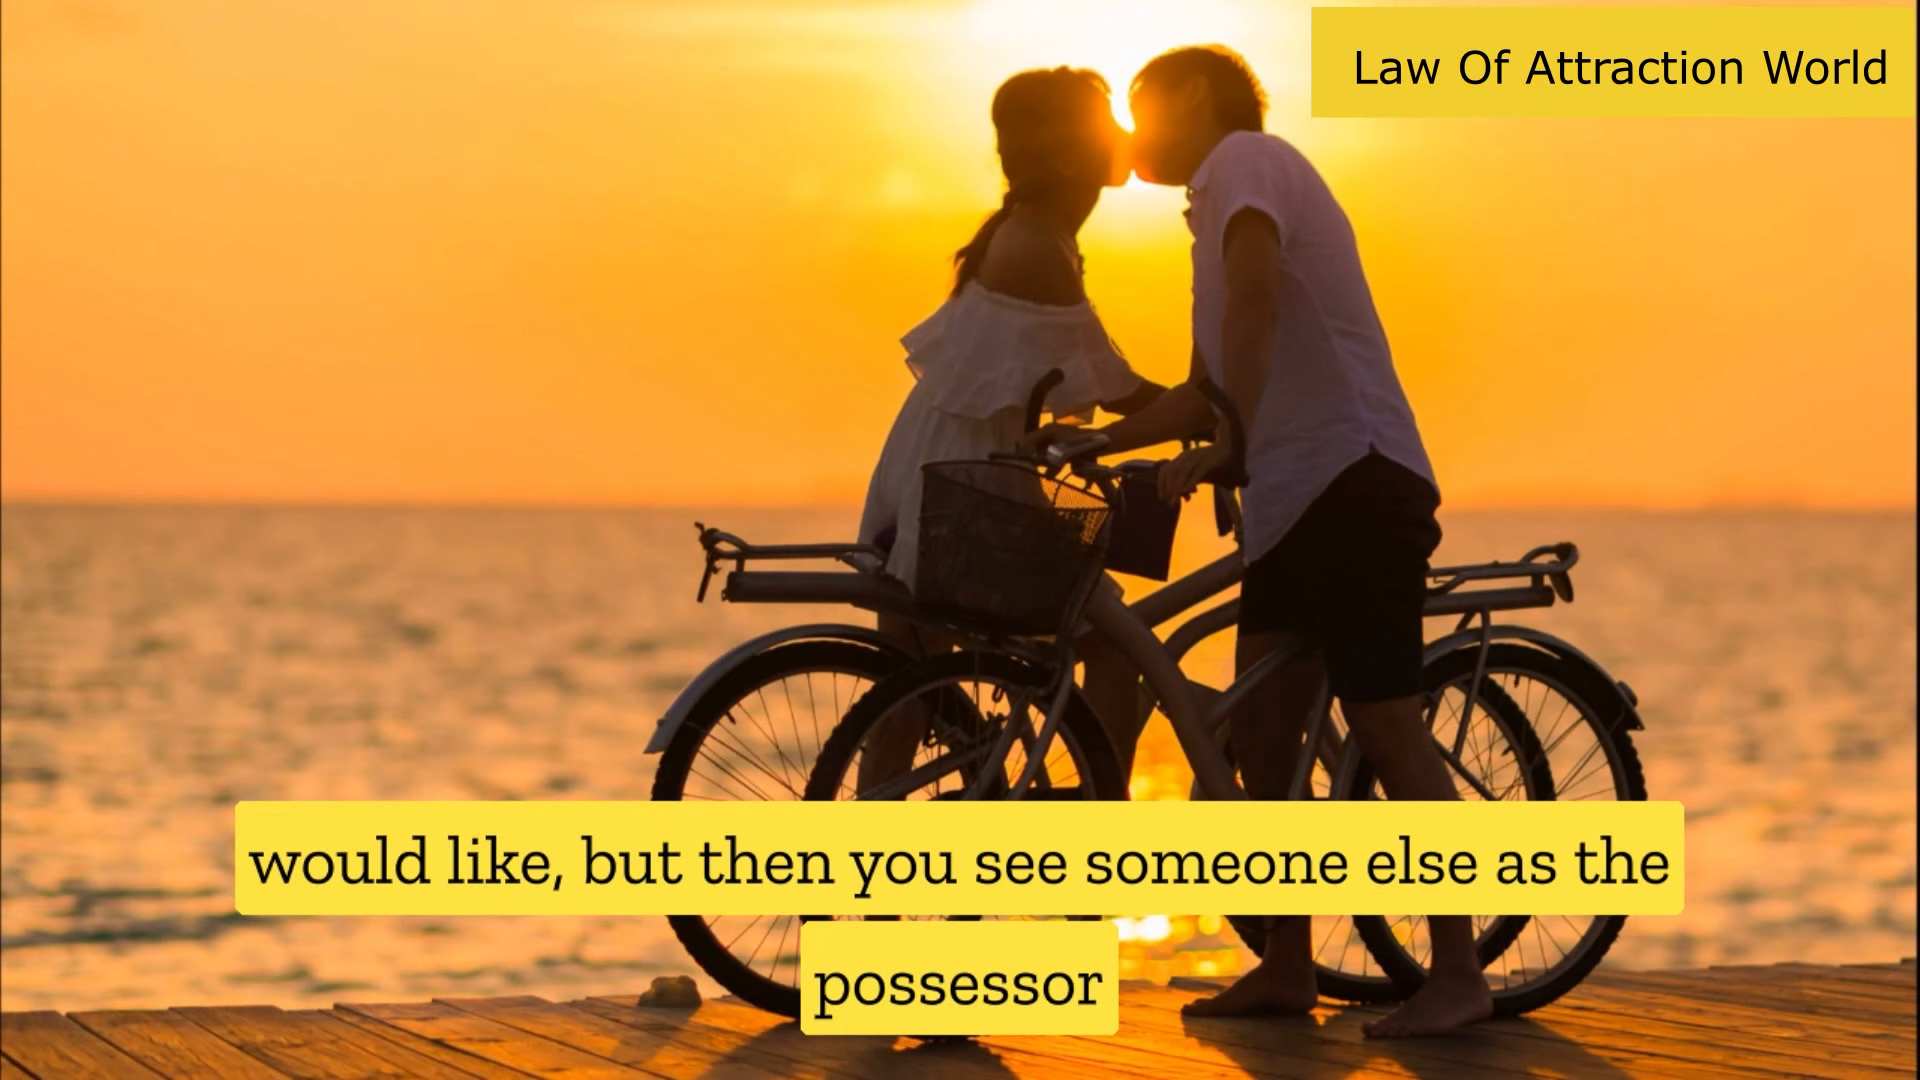 Law Of Attraction World
would like, but then you see someone else as the
possessor